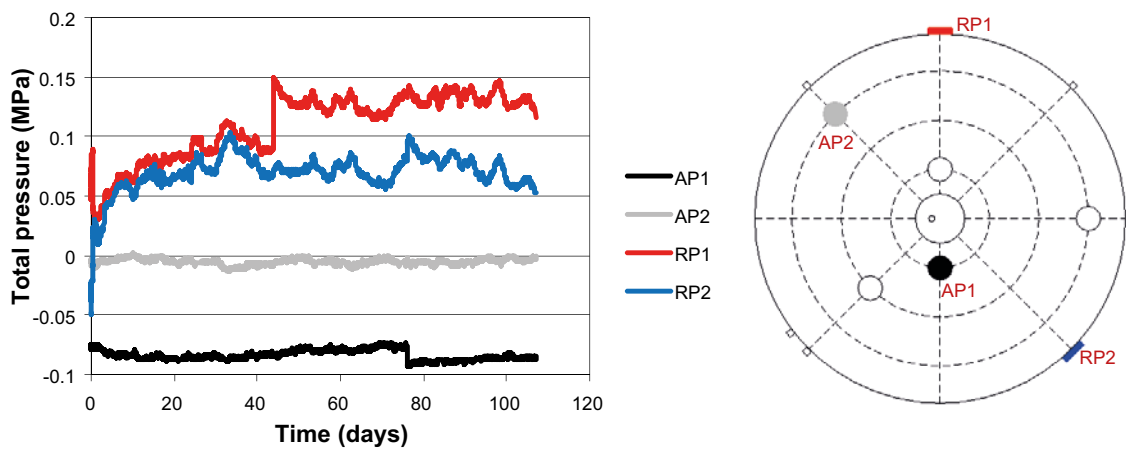 Total pressure (MPa)
0.2
0.15
0.1
0.05
0
-0.05
-0.1
0
20
40
60
80
100
120
Time (days)
AP1
AP2
RP1
RP2
RP1
AP2
AP1
RP2